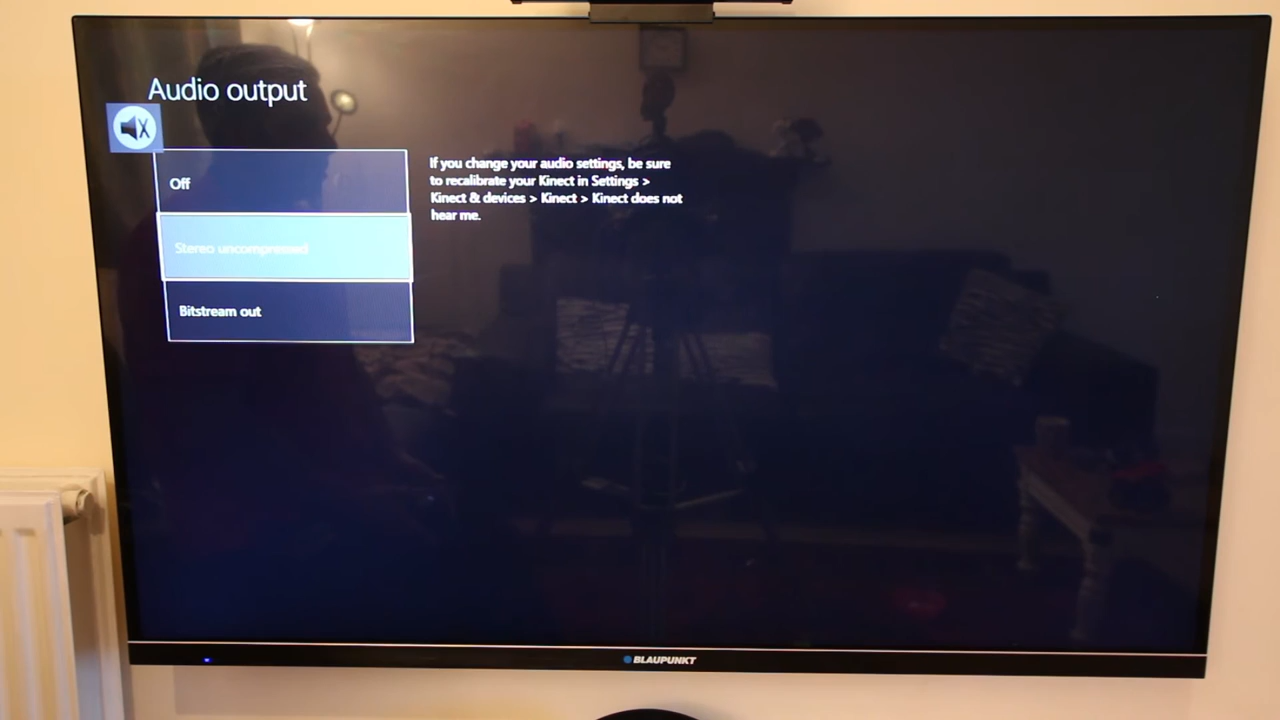 Audio output
Off
Stereo uncompressed
Bitstream out
If you change your audio settings, be sure
to recalibrate your Kinect in Settings >
Kinect & devices > Kinect > Kinect does not
hear me.
BLAUPUNKT